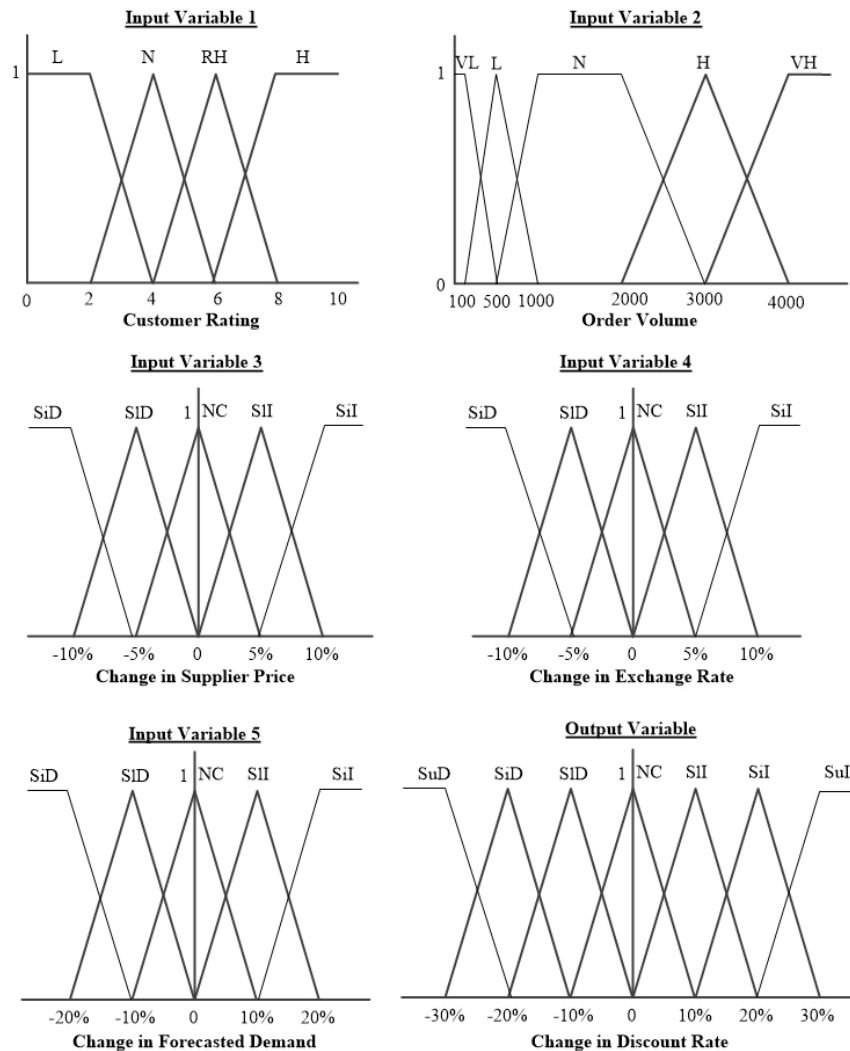 Input Variable 1
L N RH H
1
0 2 4 6 8 10
Customer Rating
Input Variable 2
VL L N H VH
1
0
100 500 1000 2000 3000 4000
Order Volume
Input Variable 3
SiD SlD 1 NC SlI SiI
-10% -5% 0 5% 10%
Change in Supplier Price
Input Variable 4
SiD SlD 1 NC SlI SiI
-10% -5% 0 5% 10%
Change in Exchange Rate
Input Variable 5
SiD SlD 1 NC SlI SiI
-20% -10% 0 10% 20%
Change in Forecasted Demand
Output Variable
SuD SiD SlD 1 NC SlI SiI SuI
-30% -20% -10% 0 10% 20% 30%
Change in Discount Rate